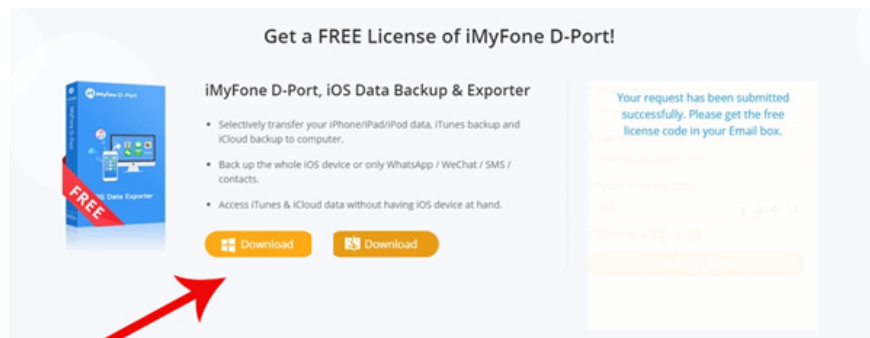 Get a FREE License of iMyFone D-Port!
iMyFone D-Port
FREE
iOS Data Exporter
iMyFone D-Port, iOS Data Backup & Exporter
• Selectively transfer your iPhone/iPad/iPod data, iTunes backup and
iCloud backup to computer.
• Back up the whole iOS device or only WhatsApp / WeChat / SMS /
contacts.
• Access iTunes & iCloud data without having iOS device at hand.
Download
Download
Your request has been submitted
successfully. Please get the free
license code in your Email box.